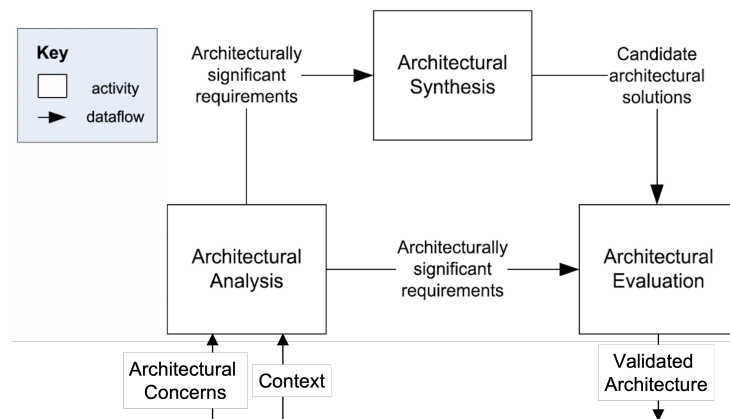 Key
activity
dataflow
Architecturally
significant
requirements
Architectural
Synthesis
Candidate
architectural
solutions
Architectural
Analysis
Architecturally
significant
requirements
Architectural
Evaluation
Architectural
Concerns
Context
Validated
Architecture